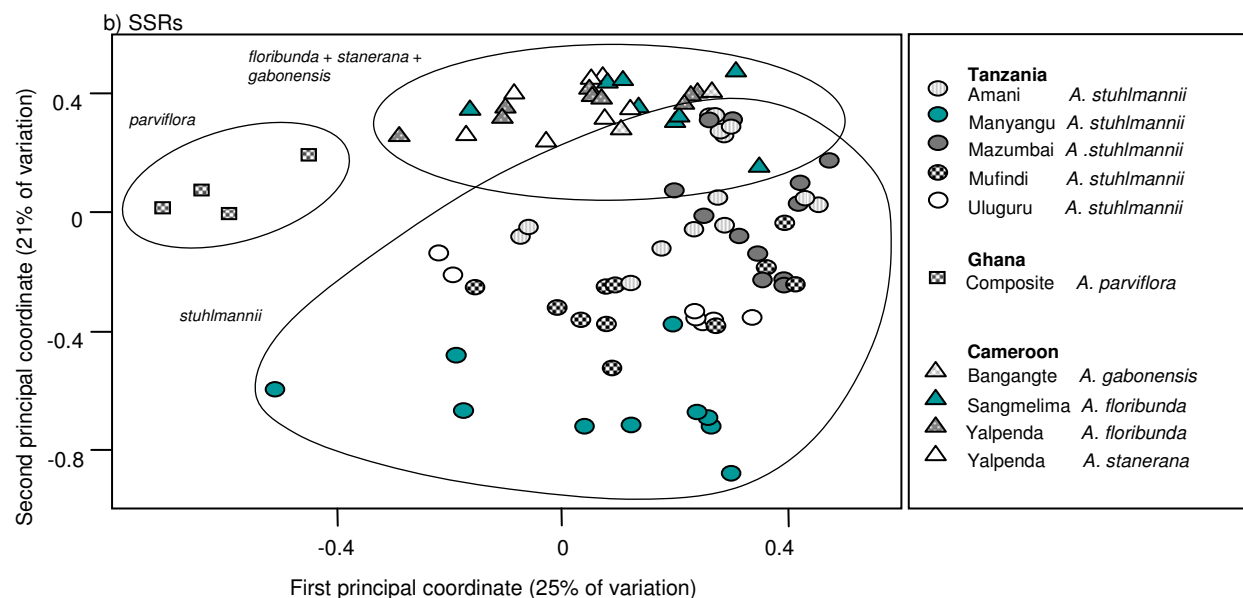 b) SSRs
floribunda + stanerana +
gabonensis
parviflora
stuhlmannii
0.4
0
-0.4
-0.8
Second principal coordinate (21% of variation)
-0.4
0
0.4
First principal coordinate (25% of variation)
Tanzania
Amani A. stuhlmannii
Manyangu A. stuhlmannii
Mazumbai A .stuhlmannii
Mufindi A. stuhlmannii
Uluguru A. stuhlmannii
Ghana
Composite A. parviflora
Cameroon
Bangangte A. gabonensis
Sangmelima A. floribunda
Yalpenda A. floribunda
Yalpenda A. stanerana